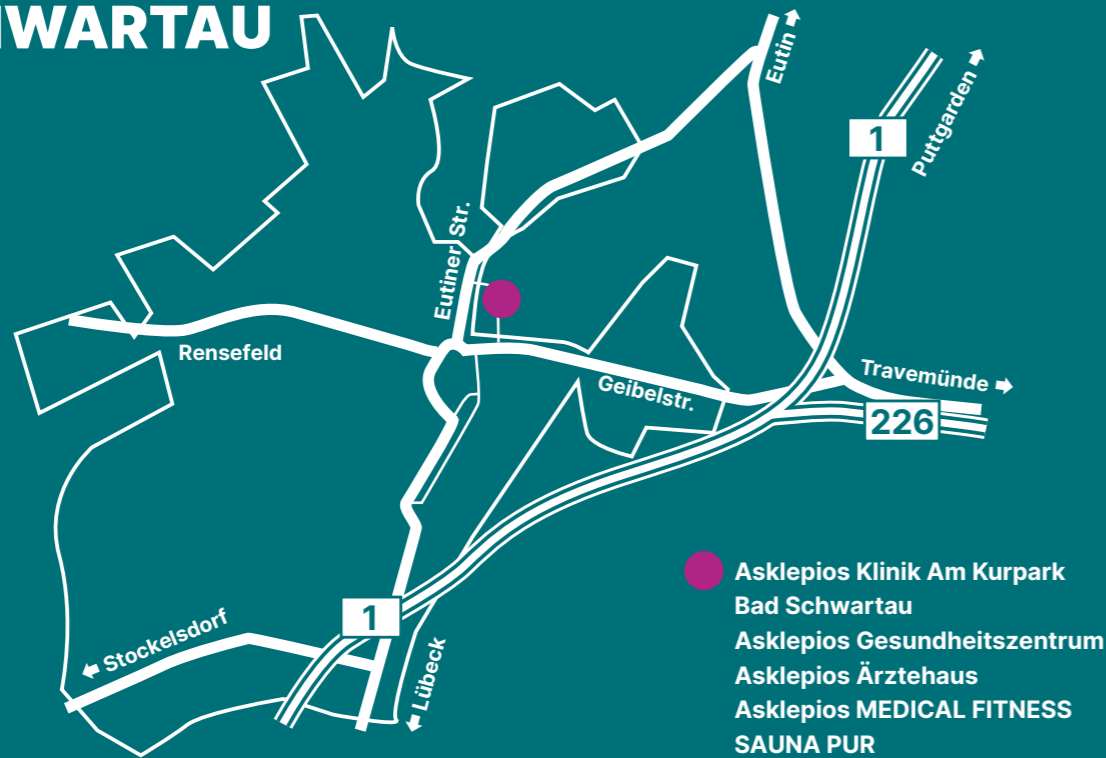 HWARTAU
Eutin
Puttgarden
1
Eutiner Str.
Rensefeld
Travemünde
Geibelstr.
226
Asklepios Klinik Am Kurpark
Bad Schwartau
Asklepios Gesundheitszentrum
Asklepios Ärztehaus
Asklepios MEDICAL FITNESS
SAUNA PUR
1
Stockelsdorf
Lübeck